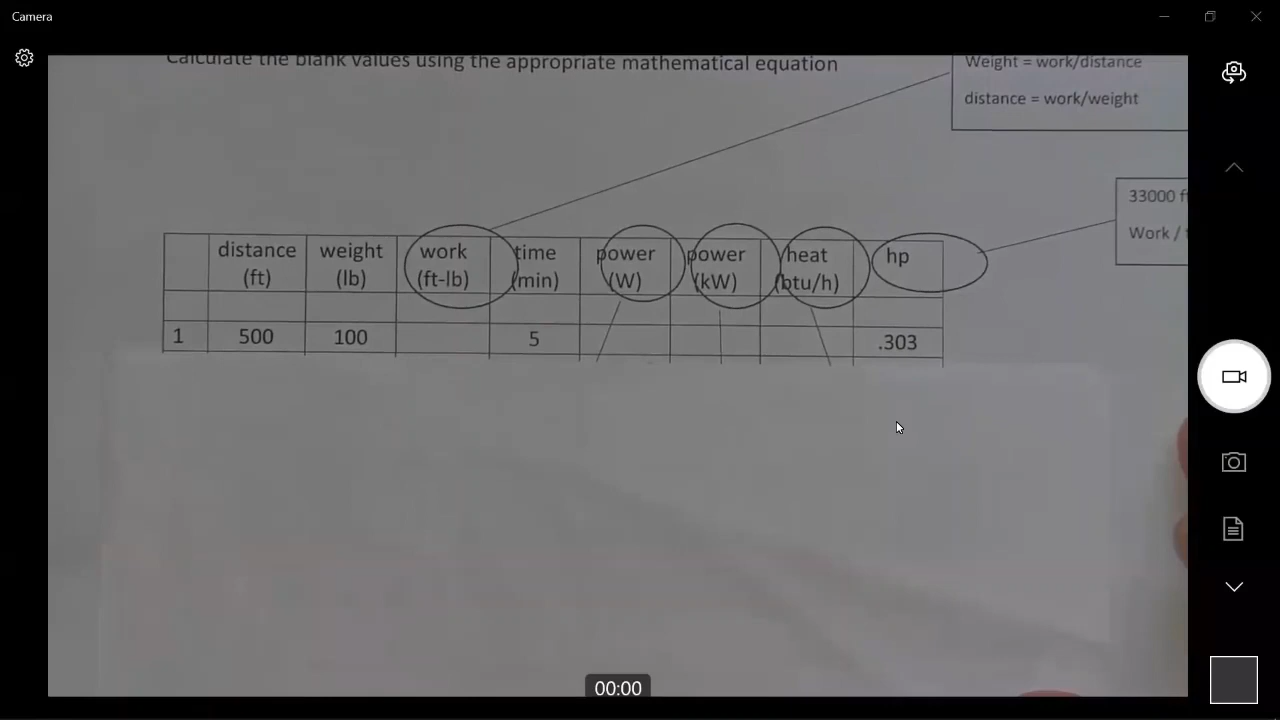 Camera
Calculate the blank values using the appropriate mathematical equation
Weight = work/distance
distance = work/weight
33000 f
Work /
distance (ft) weight (lb) work (ft-lb) time (min) power (W) power (kW) heat (btu/h) hp
1 500 100 5 .303
00:00